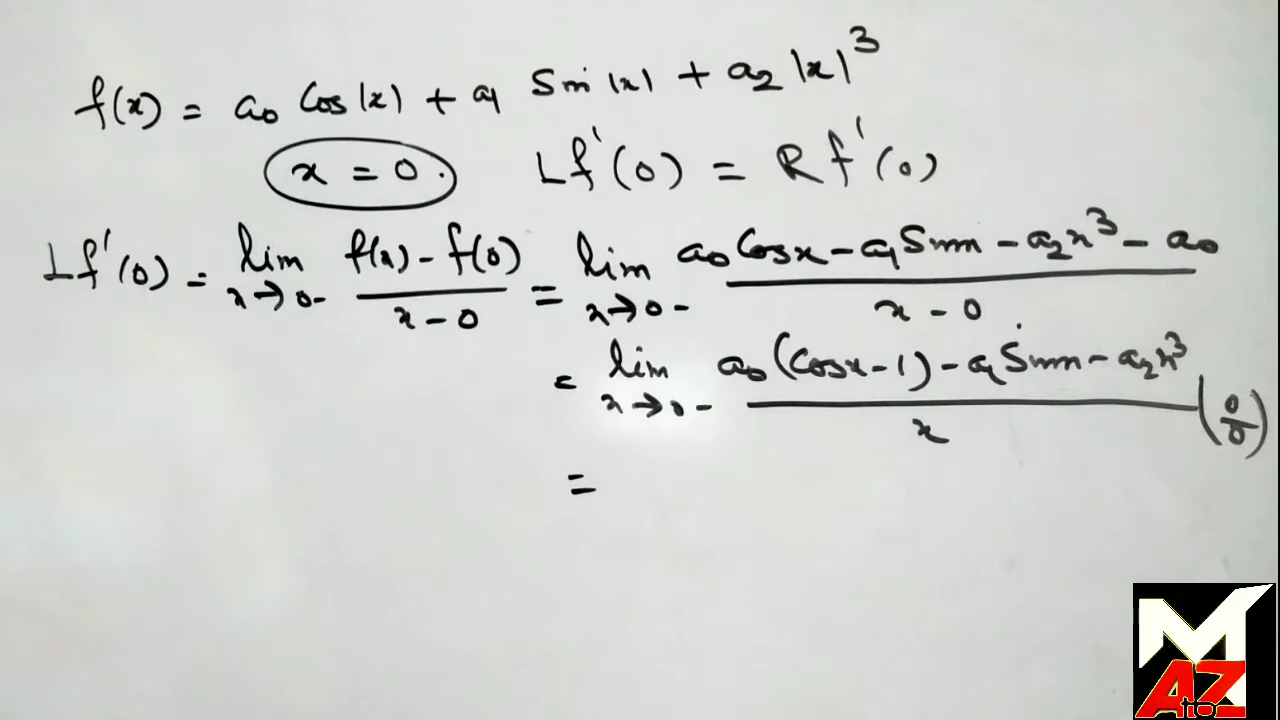 f(x) = a₀ Cos|x| + a₁ Sin|x| + a₂ |x|³
x = 0. Lf'(0) = Rf'(0)
Lf'(0) = lim x→0- (f(x) - f(0))/(x - 0) = lim x→0- (a₀Cosx - a₁Sinx - a₂x³ - a₀)/(x - 0)
= lim x→0- (a₀(Cosx - 1) - a₁Sinx - a₂x³)/x (0/0)
=
M
AtoZ